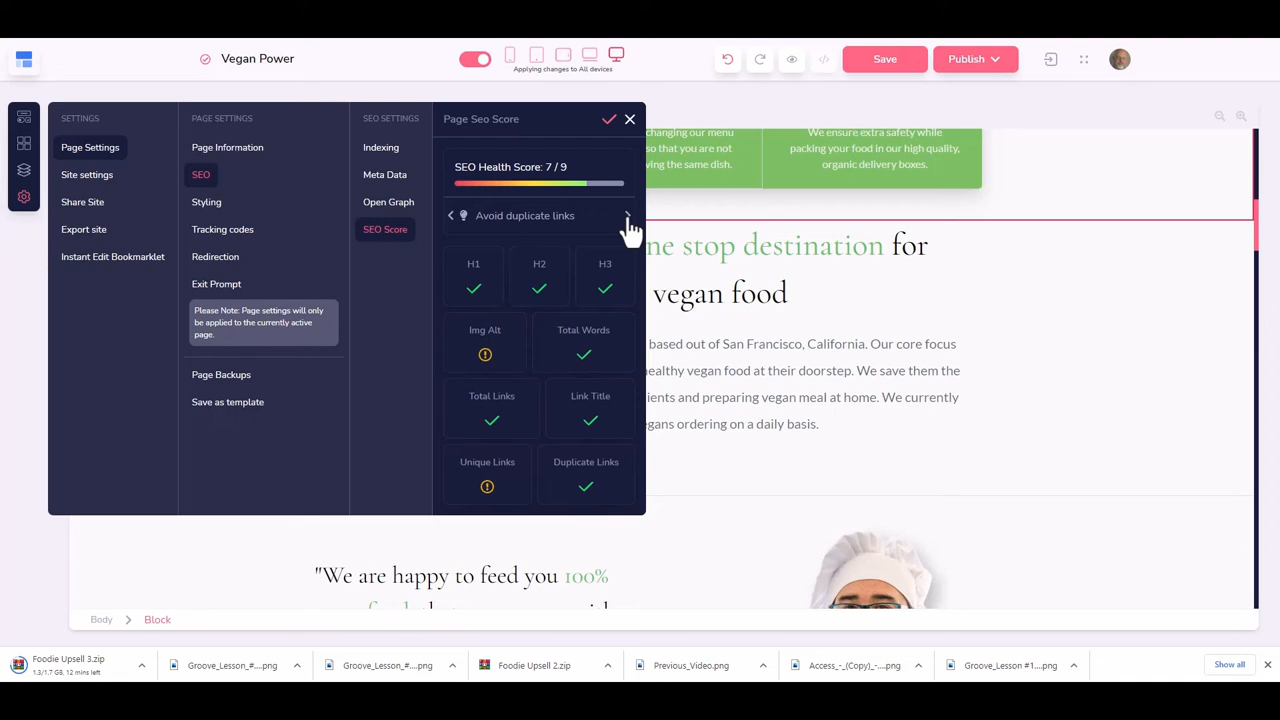 Vegan Power
Applying changes to All devices
Save
Publish
SETTINGS
Page Settings
Site settings
Share Site
Export site
Instant Edit Bookmarklet
PAGE SETTINGS
Page Information
SEO
Styling
Tracking codes
Redirection
Exit Prompt
Please Note: Page settings will only
be applied to the currently active
page.
Page Backups
Save as template
SEO SETTINGS
Indexing
Meta Data
Open Graph
SEO Score
Page Seo Score
SEO Health Score: 7 / 9
Avoid duplicate links
H1
H2
H3
Img Alt
Total Words
Total Links
Link Title
Unique Links
Duplicate Links
changing our menu
so that you are not
ving the same dish.
We ensure extra safety while
packing your food in our high quality,
organic delivery boxes.
ne stop destination for
vegan food
based out of San Francisco, California. Our core focus
healthy vegan food at their doorstep. We save them the
ients and preparing vegan meal at home. We currently
egans ordering on a daily basis.
"We are happy to feed you 100%
Body
Block
Foodie Upsell 3.zip
1.3/1.7 GB, 12 mins left
Groove_Lesson_#....png
Groove_Lesson_#....png
Foodie Upsell 2.zip
Previous_Video.png
Access_-_(Copy)_-....png
Groove_Lesson #1....png
Show all